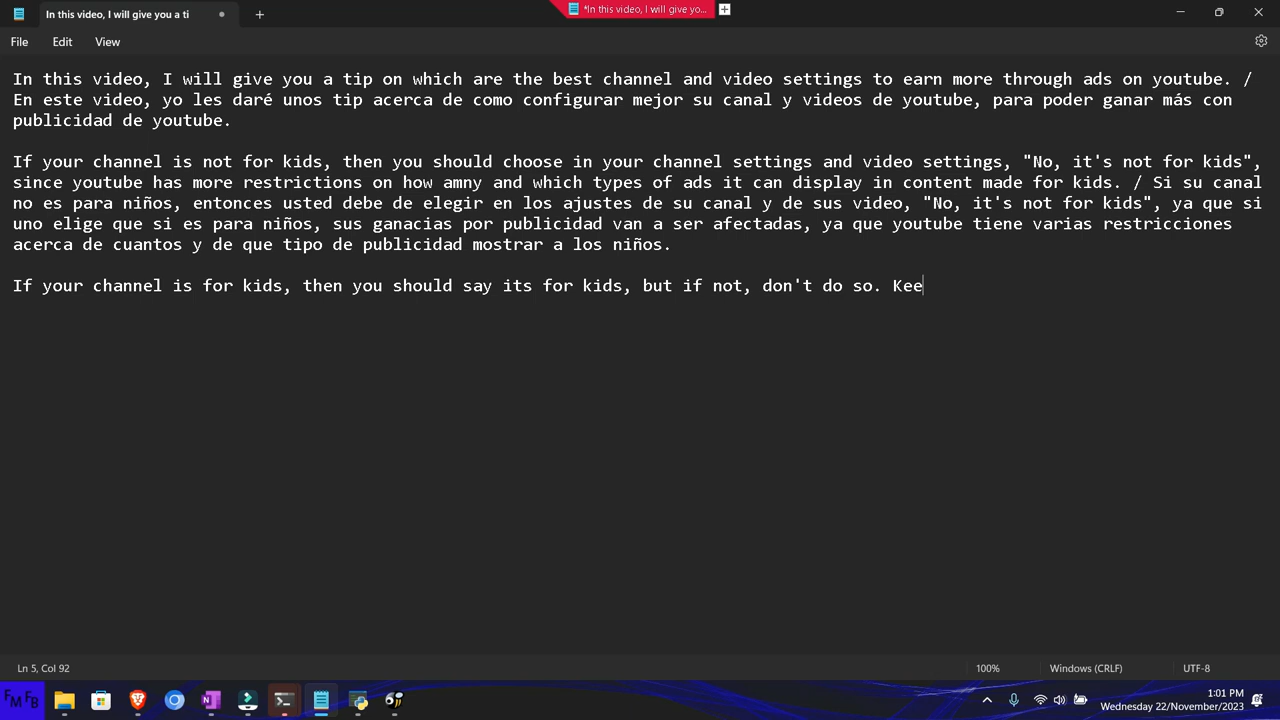 In this video, I will give you a ti
*In this video, I will give yo...
File
Edit
View
In this video, I will give you a tip on which are the best channel and video settings to earn more through ads on youtube. /
En este video, yo les daré unos tip acerca de como configurar mejor su canal y videos de youtube, para poder ganar más con
publicidad de youtube.
If your channel is not for kids, then you should choose in your channel settings and video settings, "No, it's not for kids",
since youtube has more restrictions on how amny and which types of ads it can display in content made for kids. / Si su canal
no es para niños, entonces usted debe de elegir en los ajustes de su canal y de sus video, "No, it's not for kids", ya que si
uno elige que si es para niños, sus ganacias por publicidad van a ser afectadas, ya que youtube tiene varias restricciones
acerca de cuantos y de que tipo de publicidad mostrar a los niños.
If your channel is for kids, then you should say its for kids, but if not, don't do so. Kee
Ln 5, Col 92
100%
Windows (CRLF)
UTF-8
FM FB
1:01 PM
Wednesday 22/November/2023